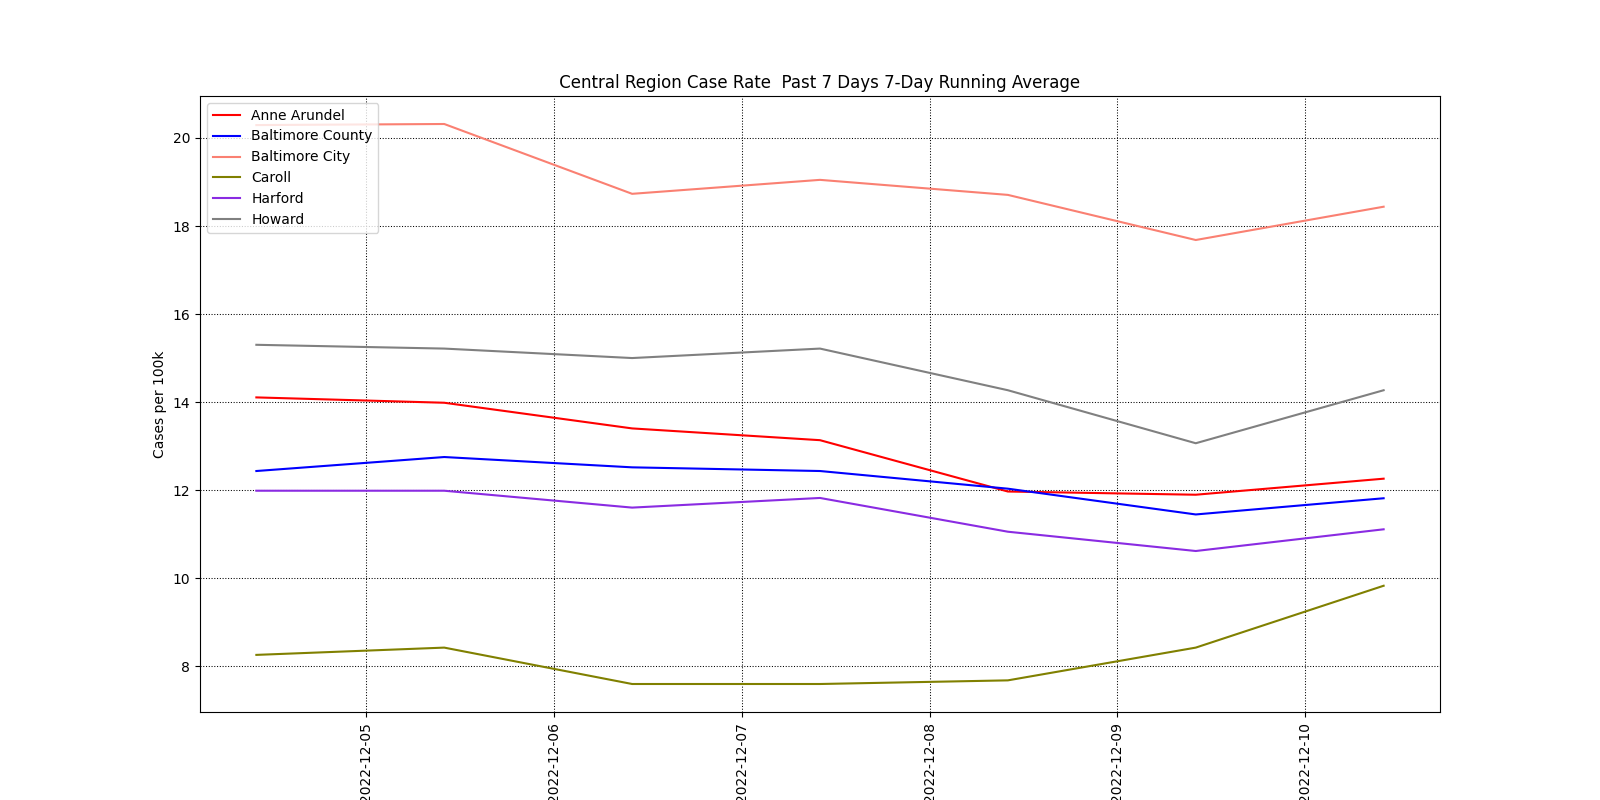 Central Region Case Rate  Past 7 Days 7-Day Running Average
Anne Arundel
Baltimore County
Baltimore City
Caroll
Harford
Howard
Cases per 100k
20
18
16
14
12
10
8
2022-12-05
2022-12-06
2022-12-07
2022-12-08
2022-12-09
2022-12-10